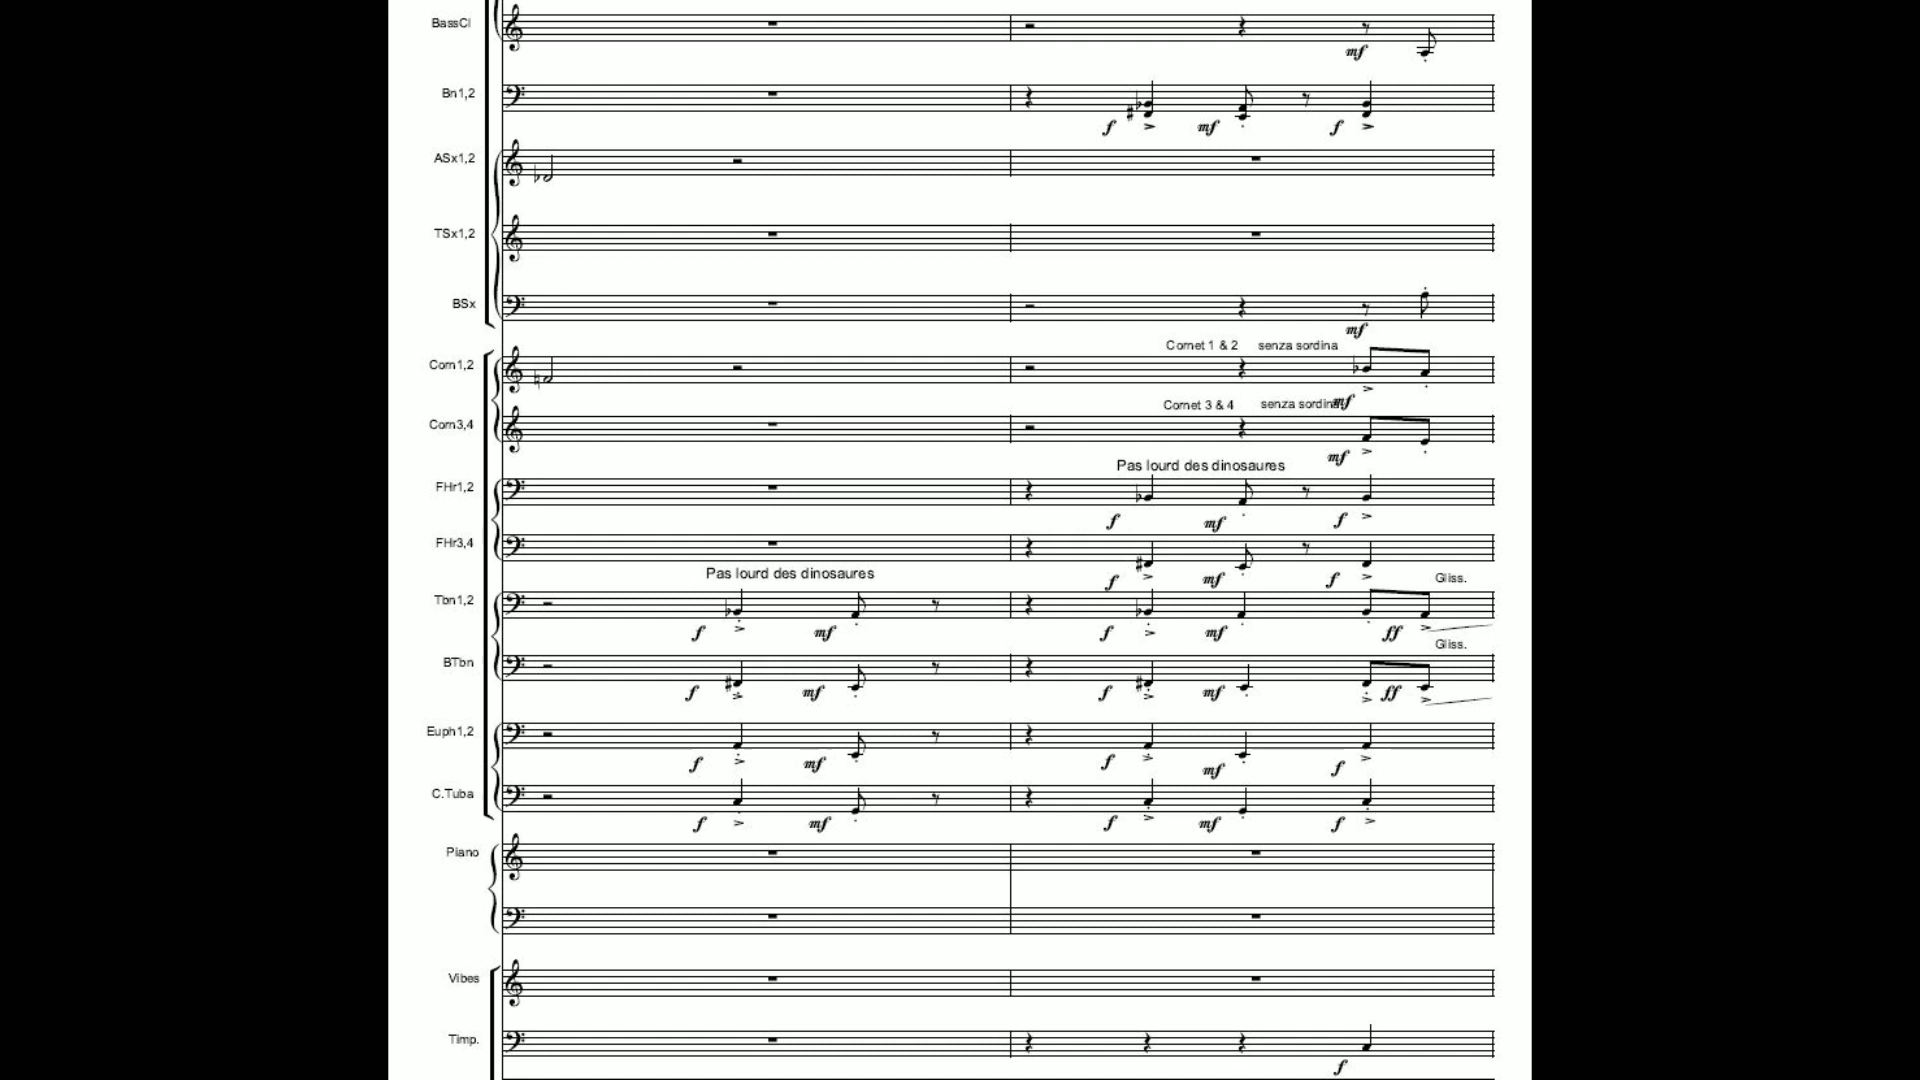 BassCl
mf
Bn1,2
f mf f
ASx1,2
TSx1,2
BSx
mf
Cornet 1 & 2 senza sordina
Corn1,2
mf
Cornet 3 & 4 senza sordina
Corn3,4
mf
Pas lourd des dinosaures
FHr1,2
f mf f
FHr3,4
f mf f
Pas lourd des dinosaures
Gliss.
Tbn1,2
f mf f mf ff
Gliss.
BTbn
f mf f mf ff
Euph1,2
f mf f mf f
C.Tuba
f mf f mf f
Piano
Vibes
Timp.
f